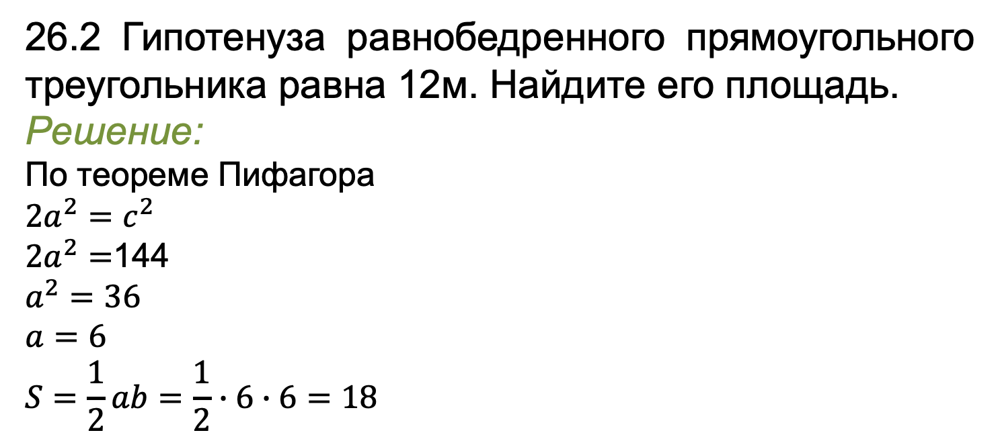 26.2 Гипотенуза равнобедренного прямоугольного
треугольника равна 12м. Найдите его площадь.
Решение:
По теореме Пифагора
2a² = c²
2a² =144
a² = 36
a = 6
S = 1/2 ab = 1/2 · 6 · 6 = 18